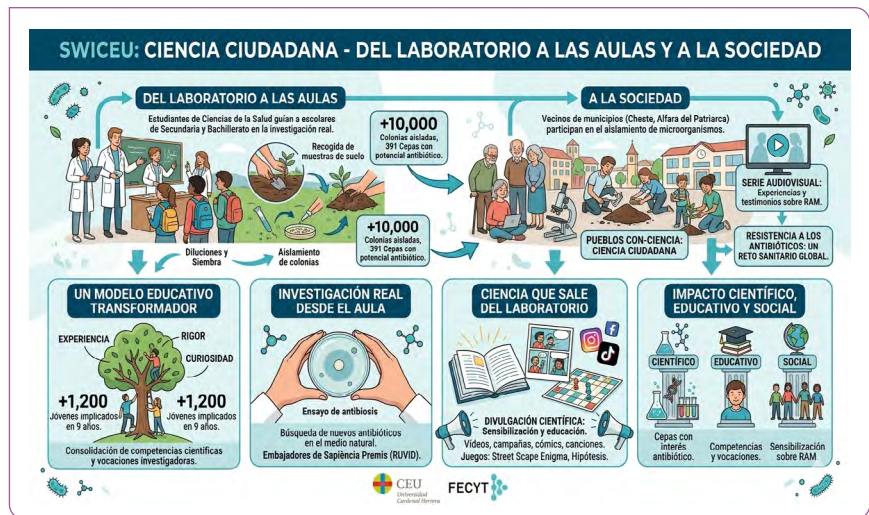 SWICEU: CIENCIA CIUDADANA - DEL LABORATORIO A LAS AULAS Y A LA SOCIEDAD
DEL LABORATORIO A LAS AULAS
Estudiantes de Ciencias de la Salud guían a escolares
de Secundaria y Bachillerato en la investigación real.
Recogida de
muestras de suelo
Diluciones y
Siembra
Aislamiento
de colonias
+10,000
Colonias aisladas,
391 Cepas con
potencial antibiótico.
+10,000
Colonias aisladas,
391 Cepas con
potencial antibiótico.
A LA SOCIEDAD
Vecinos de municipios (Cheste, Alfara del Patriarca)
participan en el aislamiento de microorganismos.
PUEBLOS CON-CIENCIA:
CIENCIA CIUDADANA
SERIE AUDIOVISUAL:
Experiencias y
testimonios sobre RAM.
RESISTENCIA A LOS
ANTIBIÓTICOS: UN
RETO SANITARIO GLOBAL.
UN MODELO EDUCATIVO
TRANSFORMADOR
EXPERIENCIA
RIGOR
CURIOSIDAD
+1,200
Jóvenes implicados
en 9 años.
+1,200
Jóvenes implicados
en 9 años.
Consolidación de competencias científicas
y vocaciones investigadoras.
INVESTIGACIÓN REAL
DESDE EL AULA
Ensayo de antibiosis
Búsqueda de nuevos antibióticos
en el medio natural.
Embajadores de Sapiència Premis (RUVID).
CIENCIA QUE SALE
DEL LABORATORIO
DIVULGACIÓN CIENTÍFICA:
Sensibilización y educación.
Vídeos, campañas, cómics, canciones.
Juegos: Street Scape Enigma, Hipótesis.
IMPACTO CIENTÍFICO,
EDUCATIVO Y SOCIAL
CIENTÍFICO
EDUCATIVO
SOCIAL
Cepas con
interés
antibiótico.
Competencias
y vocaciones.
Sensibilización
sobre RAM
CEU
Universidad
Cardenal Herrera
FECYT